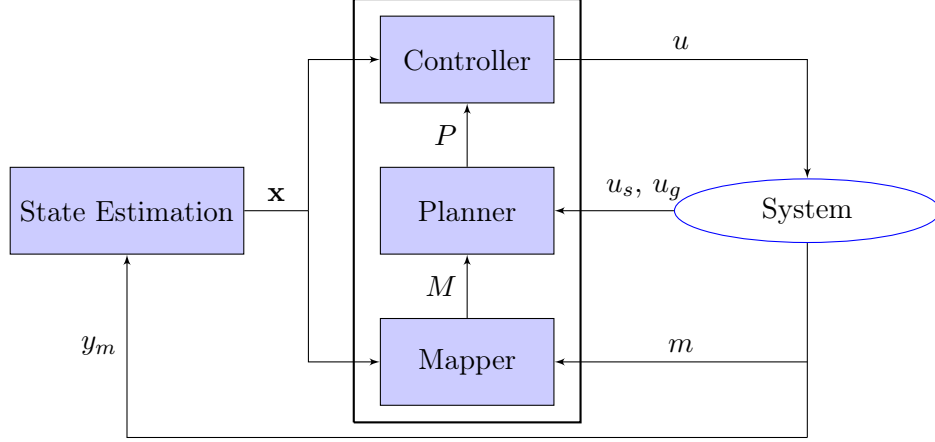 Controller
u
P
State Estimation
x
Planner
u_s, u_g
System
M
y_m
Mapper
m